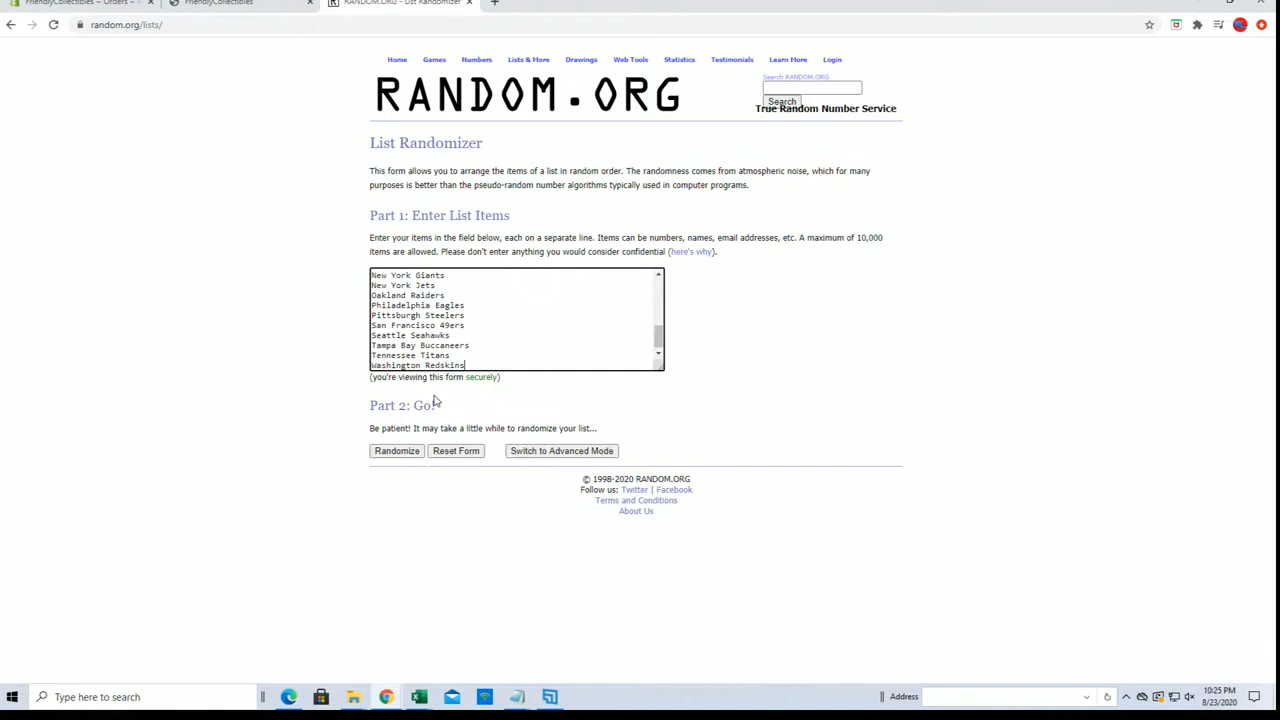 FriendlyCollectibles ~ Orders ~
FriendlyCollectibles
RANDOM.ORG - List Randomizer
random.org/lists/
Home Games Numbers Lists & More Drawings Web Tools Statistics Testimonials Learn More Login
RANDOM.ORG
Search RANDOM.ORG
Search
True Random Number Service
List Randomizer
This form allows you to arrange the items of a list in random order. The randomness comes from atmospheric noise, which for many
purposes is better than the pseudo-random number algorithms typically used in computer programs.
Part 1: Enter List Items
Enter your items in the field below, each on a separate line. Items can be numbers, names, email addresses, etc. A maximum of 10,000
items are allowed. Please don't enter anything you would consider confidential (here's why).
New York Giants
New York Jets
Oakland Raiders
Philadelphia Eagles
Pittsburgh Steelers
San Francisco 49ers
Seattle Seahawks
Tampa Bay Buccaneers
Tennessee Titans
Washington Redskins
(you're viewing this form securely)
Part 2: Go!
Be patient! It may take a little while to randomize your list...
Randomize Reset Form Switch to Advanced Mode
© 1998-2020 RANDOM.ORG
Follow us: Twitter | Facebook
Terms and Conditions
About Us
Type here to search
Address
10:25 PM
8/23/2020